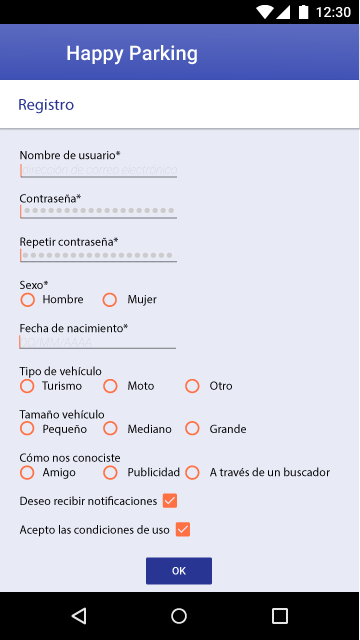 12:30
Happy Parking
Registro
Nombre de usuario*
Dirección de correo electrónico
Contraseña*
Repetir contraseña*
Sexo*
Hombre Mujer
Fecha de nacimiento*
DD/MM/AAAA
Tipo de vehículo
Turismo Moto Otro
Tamaño vehículo
Pequeño Mediano Grande
Cómo nos conociste
Amigo Publicidad A través de un buscador
Deseo recibir notificaciones
Acepto las condiciones de uso
OK